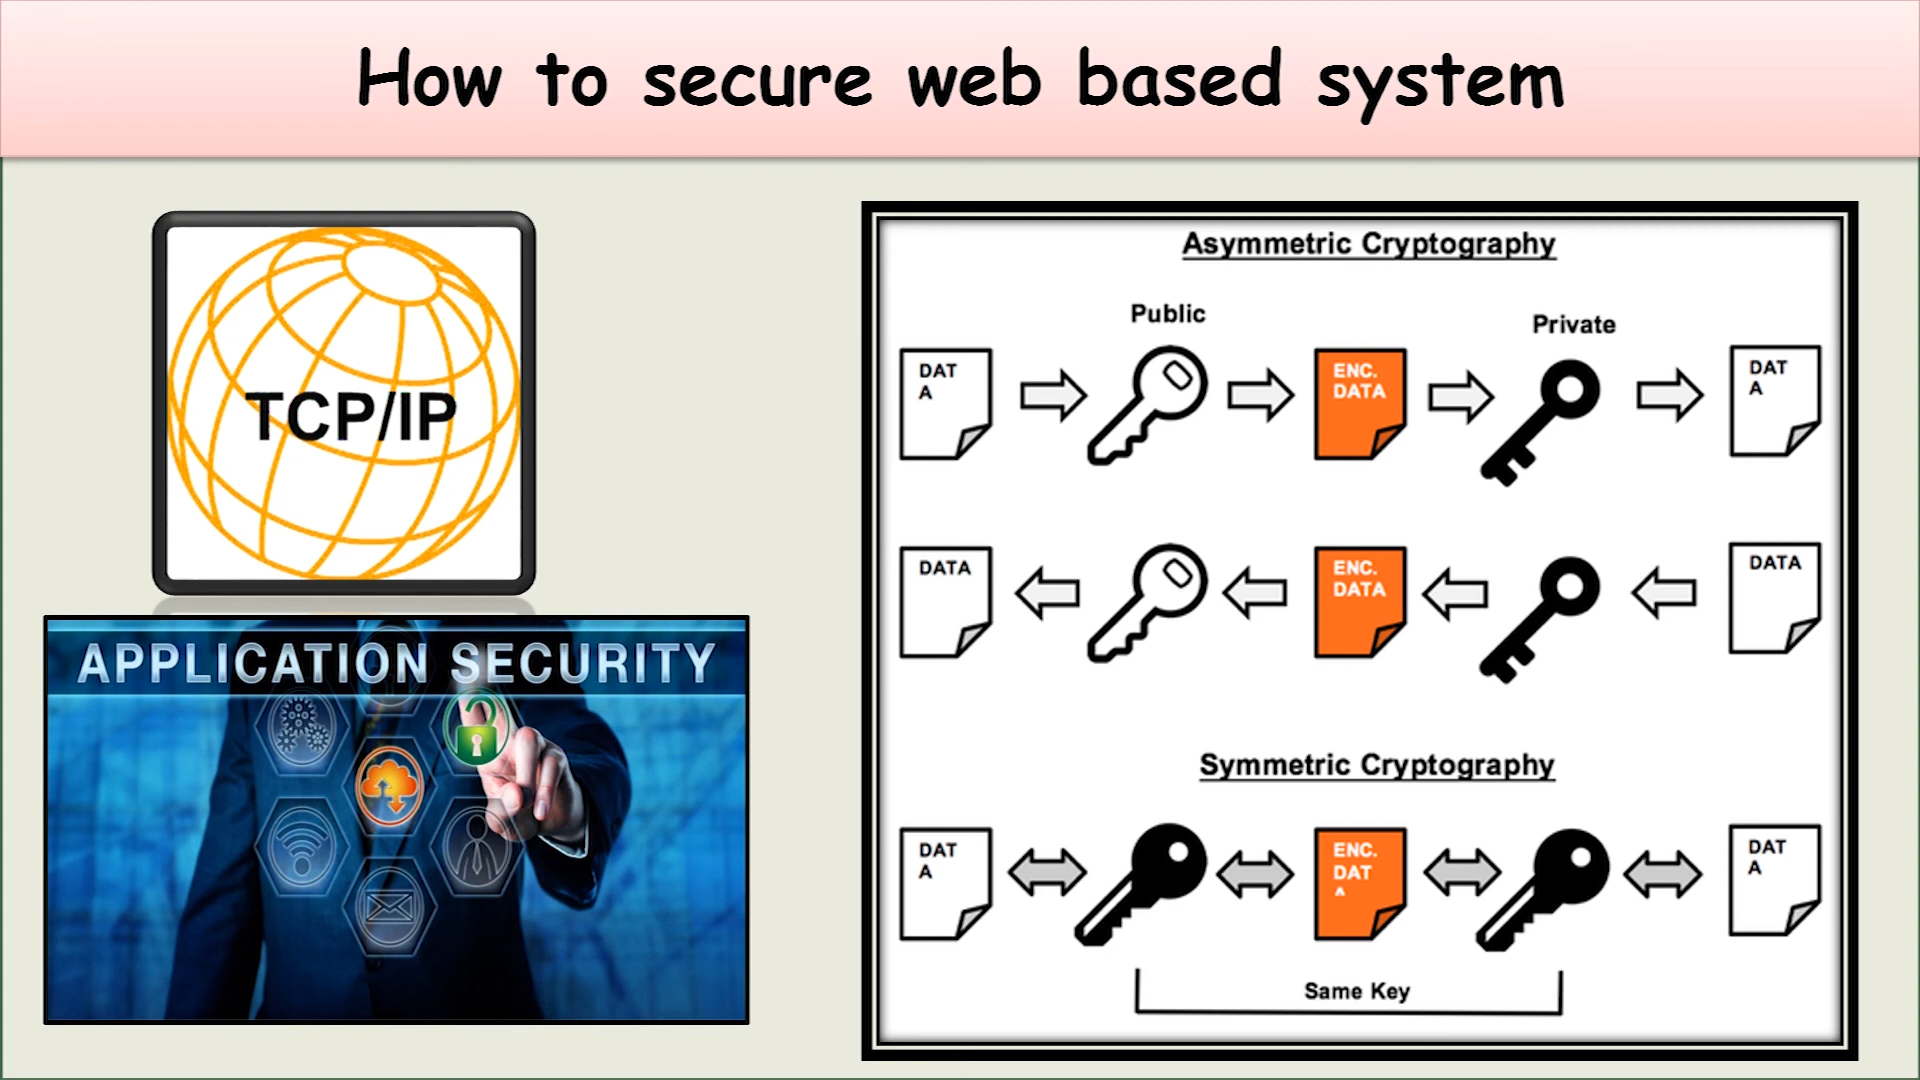 How to secure web based system
TCP/IP
APPLICATION SECURITY
Asymmetric Cryptography
Public
Private
DAT
A
ENC.
DATA
DAT
A
DATA
ENC.
DATA
DATA
Symmetric Cryptography
DAT
A
ENC.
DAT
A
DAT
A
Same Key